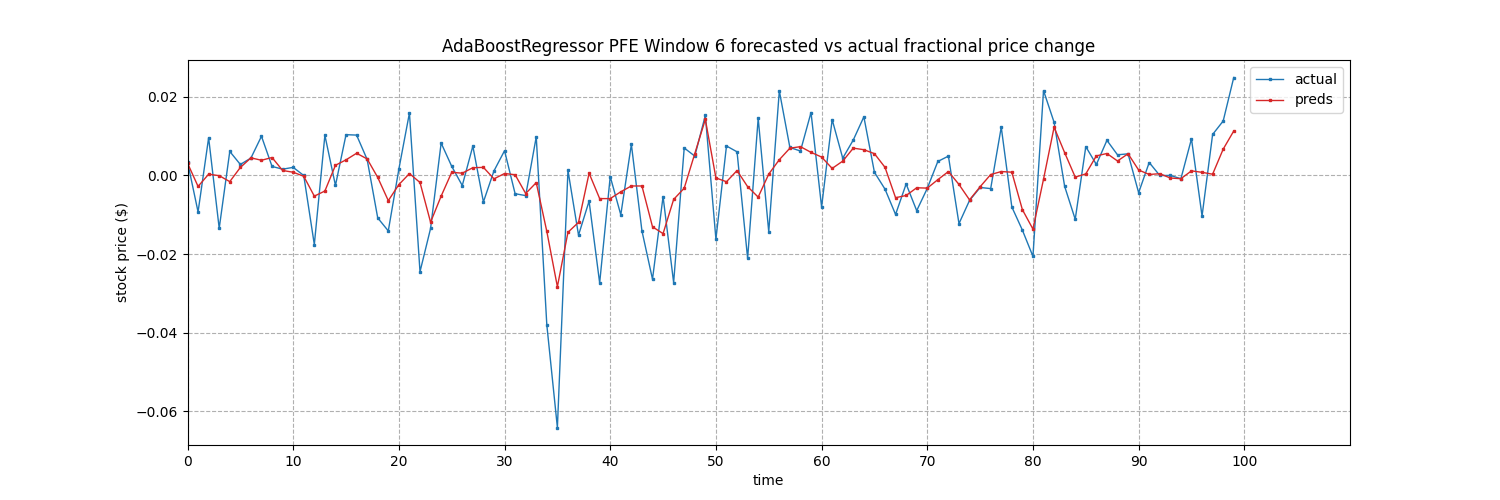 AdaBoostRegressor PFE Window 6 forecasted vs actual fractional price change
actual
preds
0.02
0.00
−0.02
−0.04
−0.06
stock price ($)
0 10 20 30 40 50 60 70 80 90 100
time